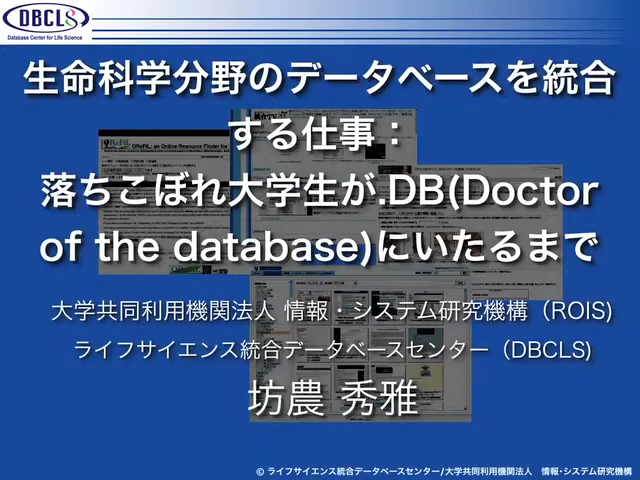 DBCLS
Database Center for Life Science
生命科学分野のデータベースを統合
する仕事：
落ちこぼれ大学生が.DB(Doctor
of the database)にいたるまで
大学共同利用機関法人 情報・システム研究機構（ROIS)
ライフサイエンス統合データベースセンター（DBCLS)
坊農 秀雅
© ライフサイエンス統合データベースセンター/大学共同利用機関法人　情報・システム研究機構